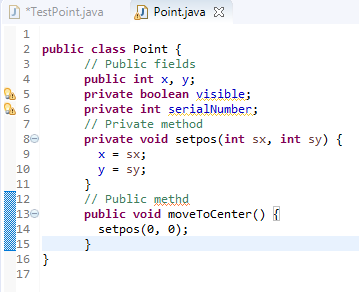 *TestPoint.java Point.java
1
2 public class Point {
3 // Public fields
4 public int x, y;
5 private boolean visible;
6 private int serialNumber;
7 // Private method
8 private void setpos(int sx, int sy) {
9 x = sx;
10 y = sy;
11 }
12 // Public methd
13 public void moveToCenter() {
14 setpos(0, 0);
15 }
16 }
17